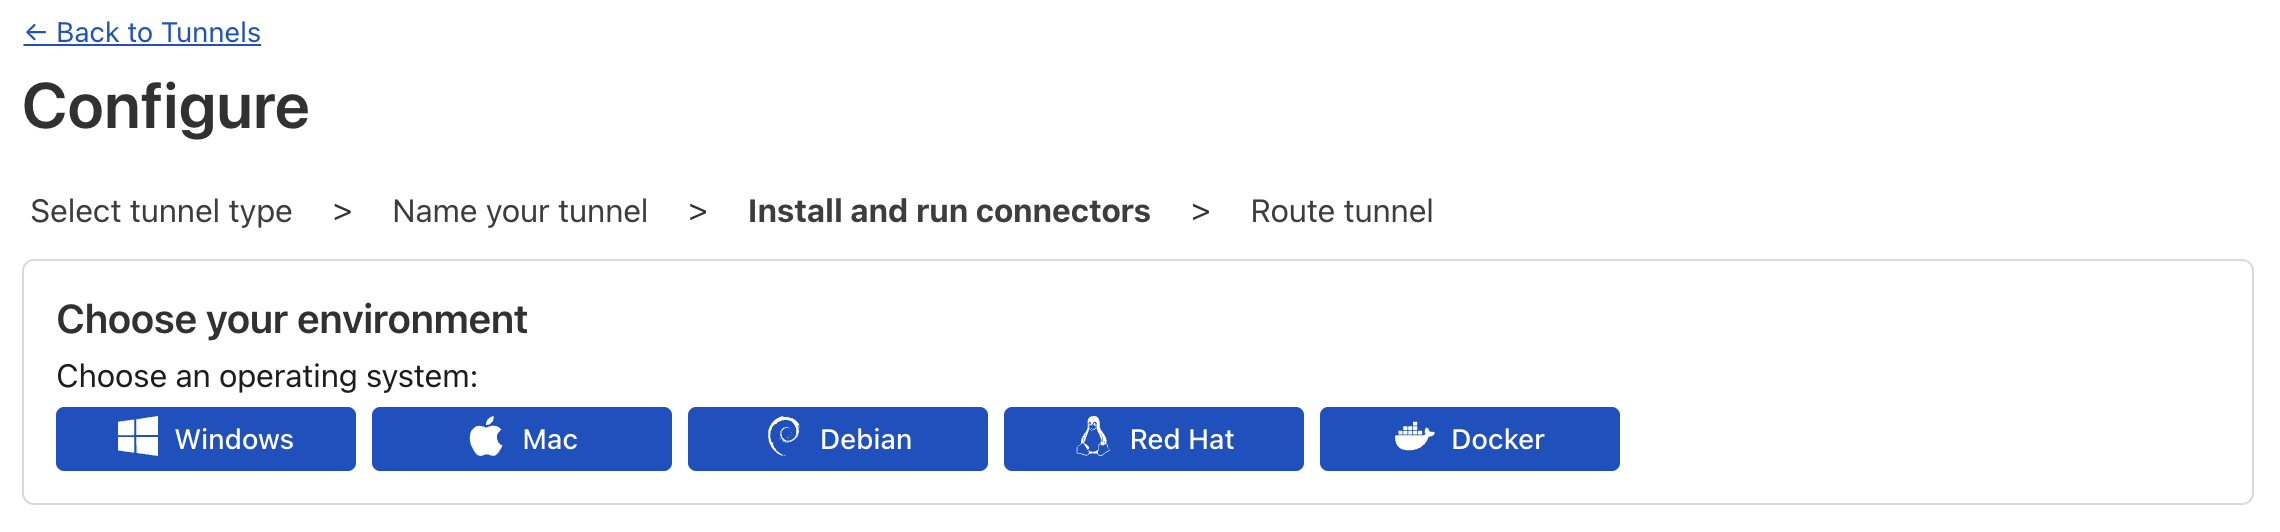 ← Back to Tunnels
Configure
Select tunnel type > Name your tunnel > Install and run connectors > Route tunnel
Choose your environment
Choose an operating system:
Windows Mac Debian Red Hat Docker